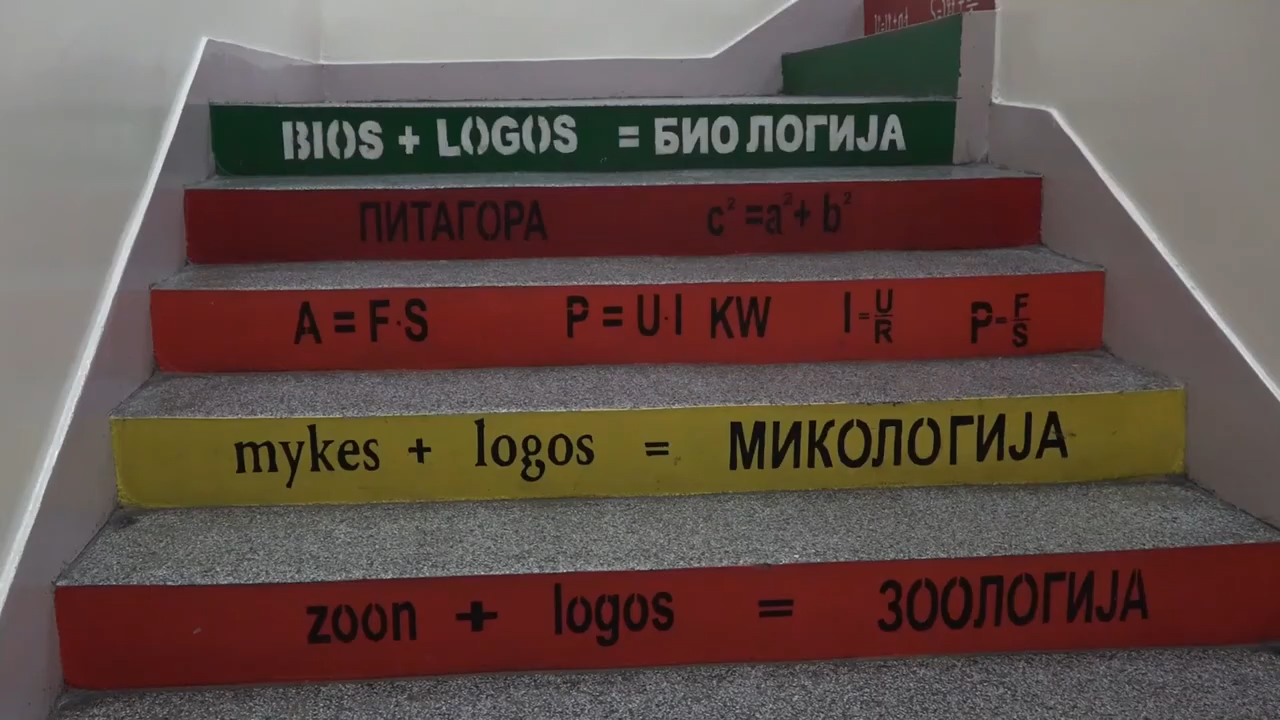 BIOS + LOGOS = БИОЛОГИЈА
ПИТАГОРА c²=a²+b²
A=F·S P=U·I KW I=U/R P=F/S
mykes + logos = МИКОЛОГИЈА
zoon + logos = ЗООЛОГИЈА